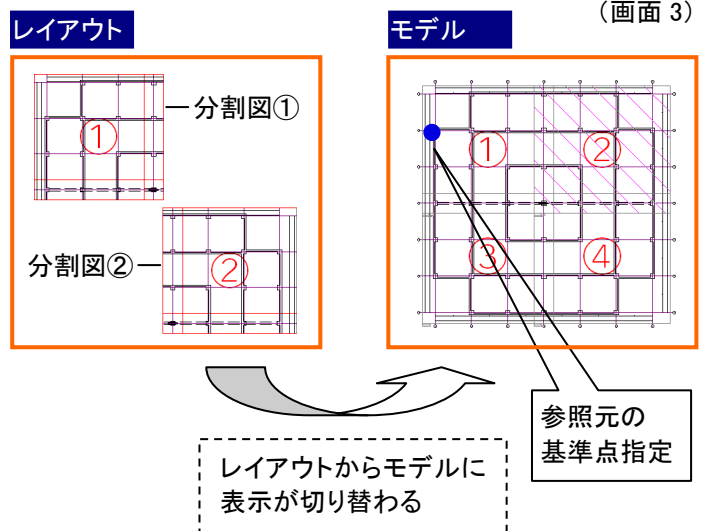 （画面 3）
レイアウト
モデル
分割図①
①
分割図②
②
①
②
③
④
参照元の
基準点指定
レイアウトからモデルに
表示が切り替わる